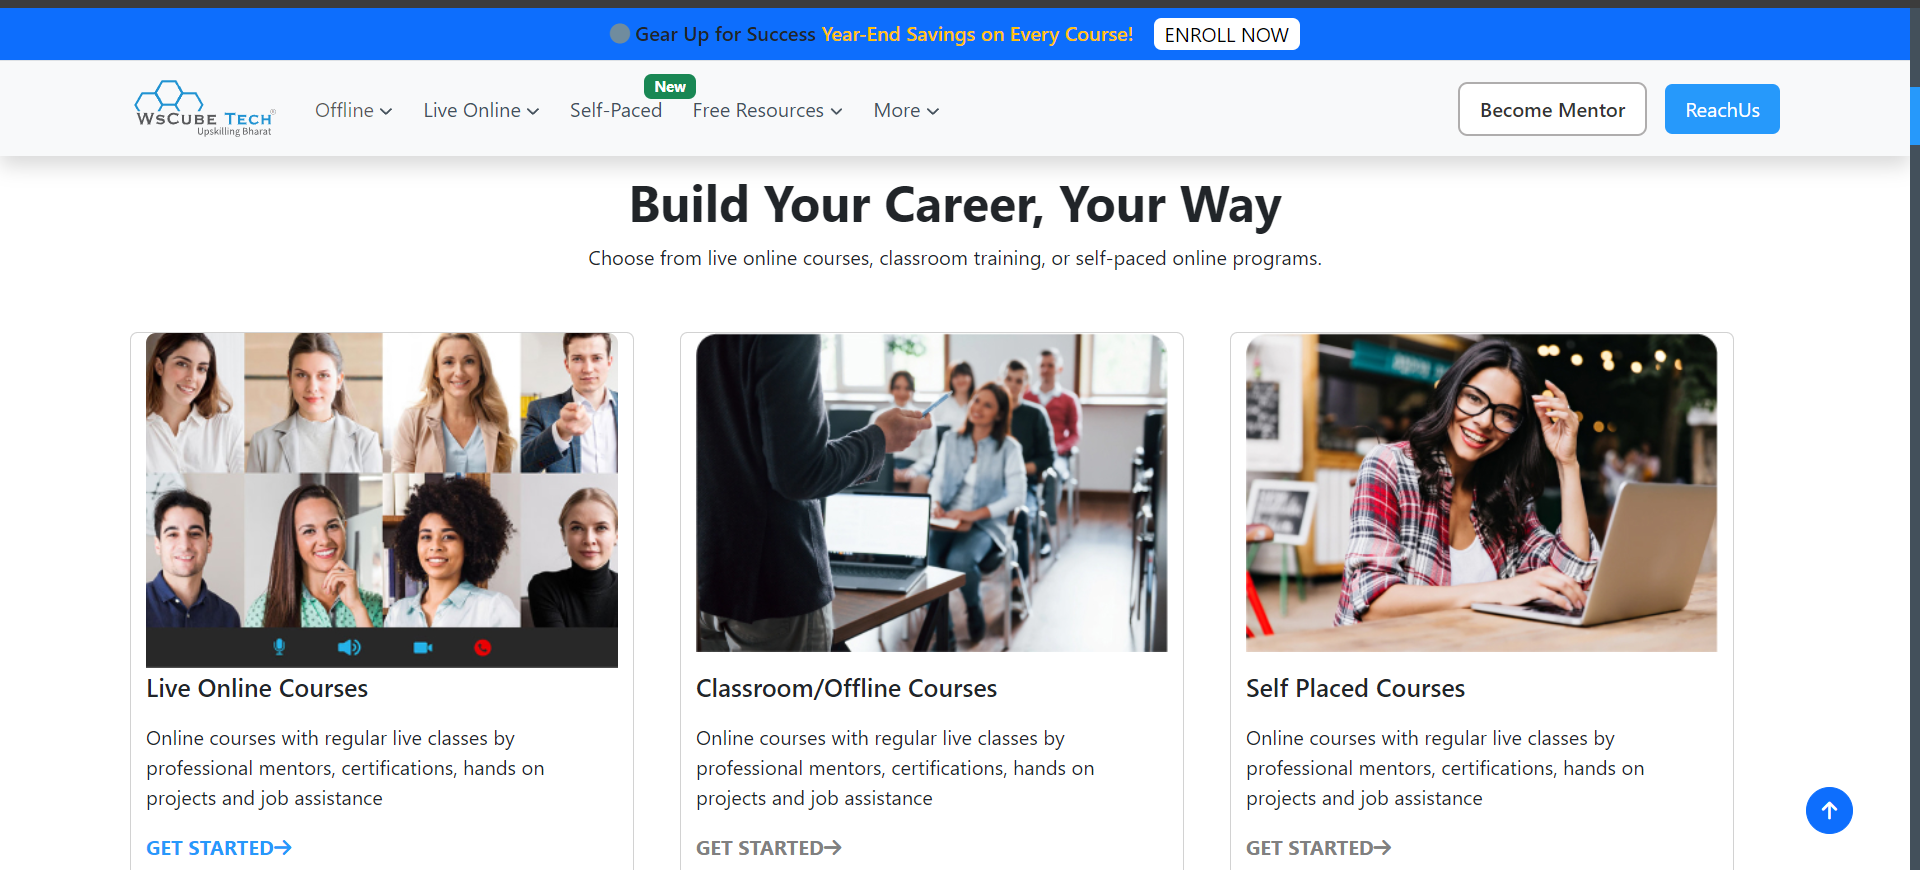 Gear Up for Success Year-End Savings on Every Course! ENROLL NOW
WsCube Tech®
Upskilling Bharat
Offline Live Online Self-Paced New Free Resources More Become Mentor ReachUs
Build Your Career, Your Way
Choose from live online courses, classroom training, or self-paced online programs.
Live Online Courses
Online courses with regular live classes by
professional mentors, certifications, hands on
projects and job assistance
GET STARTED→
Classroom/Offline Courses
Online courses with regular live classes by
professional mentors, certifications, hands on
projects and job assistance
GET STARTED→
Self Placed Courses
Online courses with regular live classes by
professional mentors, certifications, hands on
projects and job assistance
GET STARTED→